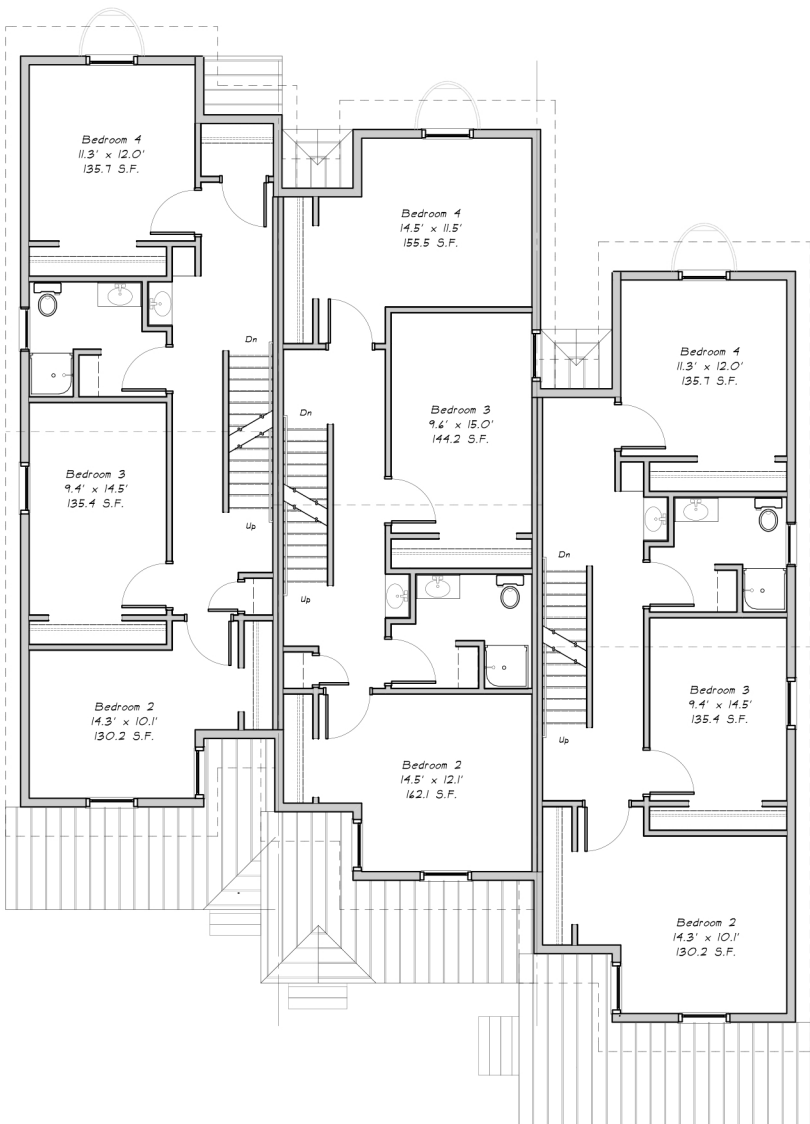 Bedroom 4
11.3' x 12.0'
135.7 S.F.
Dn
Bedroom 3
9.4' x 14.5'
135.4 S.F.
Up
Bedroom 2
14.3' x 10.1'
130.2 S.F.
Bedroom 4
14.5' x 11.5'
155.5 S.F.
Bedroom 3
9.6' x 15.0'
144.2 S.F.
Dn
Up
Bedroom 2
14.5' x 12.1'
162.1 S.F.
Bedroom 4
11.3' x 12.0'
135.7 S.F.
Dn
Bedroom 3
9.4' x 14.5'
135.4 S.F.
Up
Bedroom 2
14.3' x 10.1'
130.2 S.F.